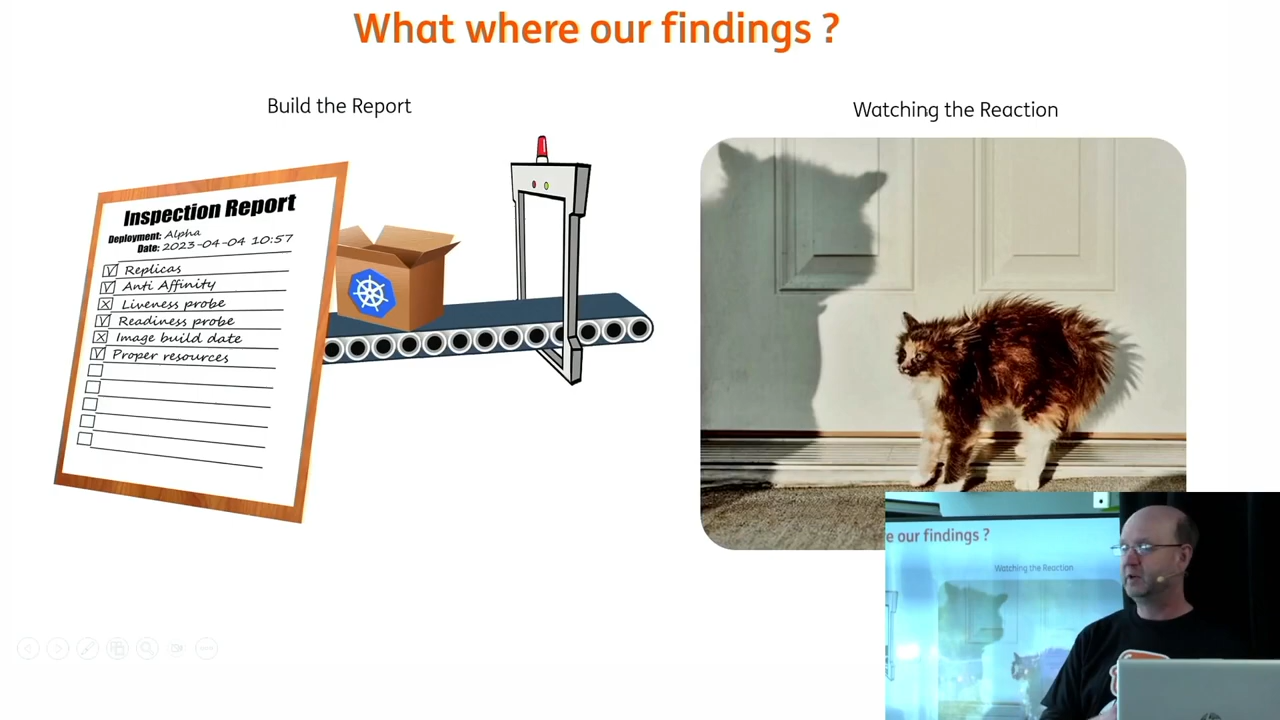 What where our findings ?
Build the Report
Watching the Reaction
Inspection Report
Deployment: Alpha
Date: 2023-04-04 10:57
Replicas
Anti Affinity
Liveness probe
Readiness probe
Image build date
Proper resources
e our findings ?
Watching the Reaction